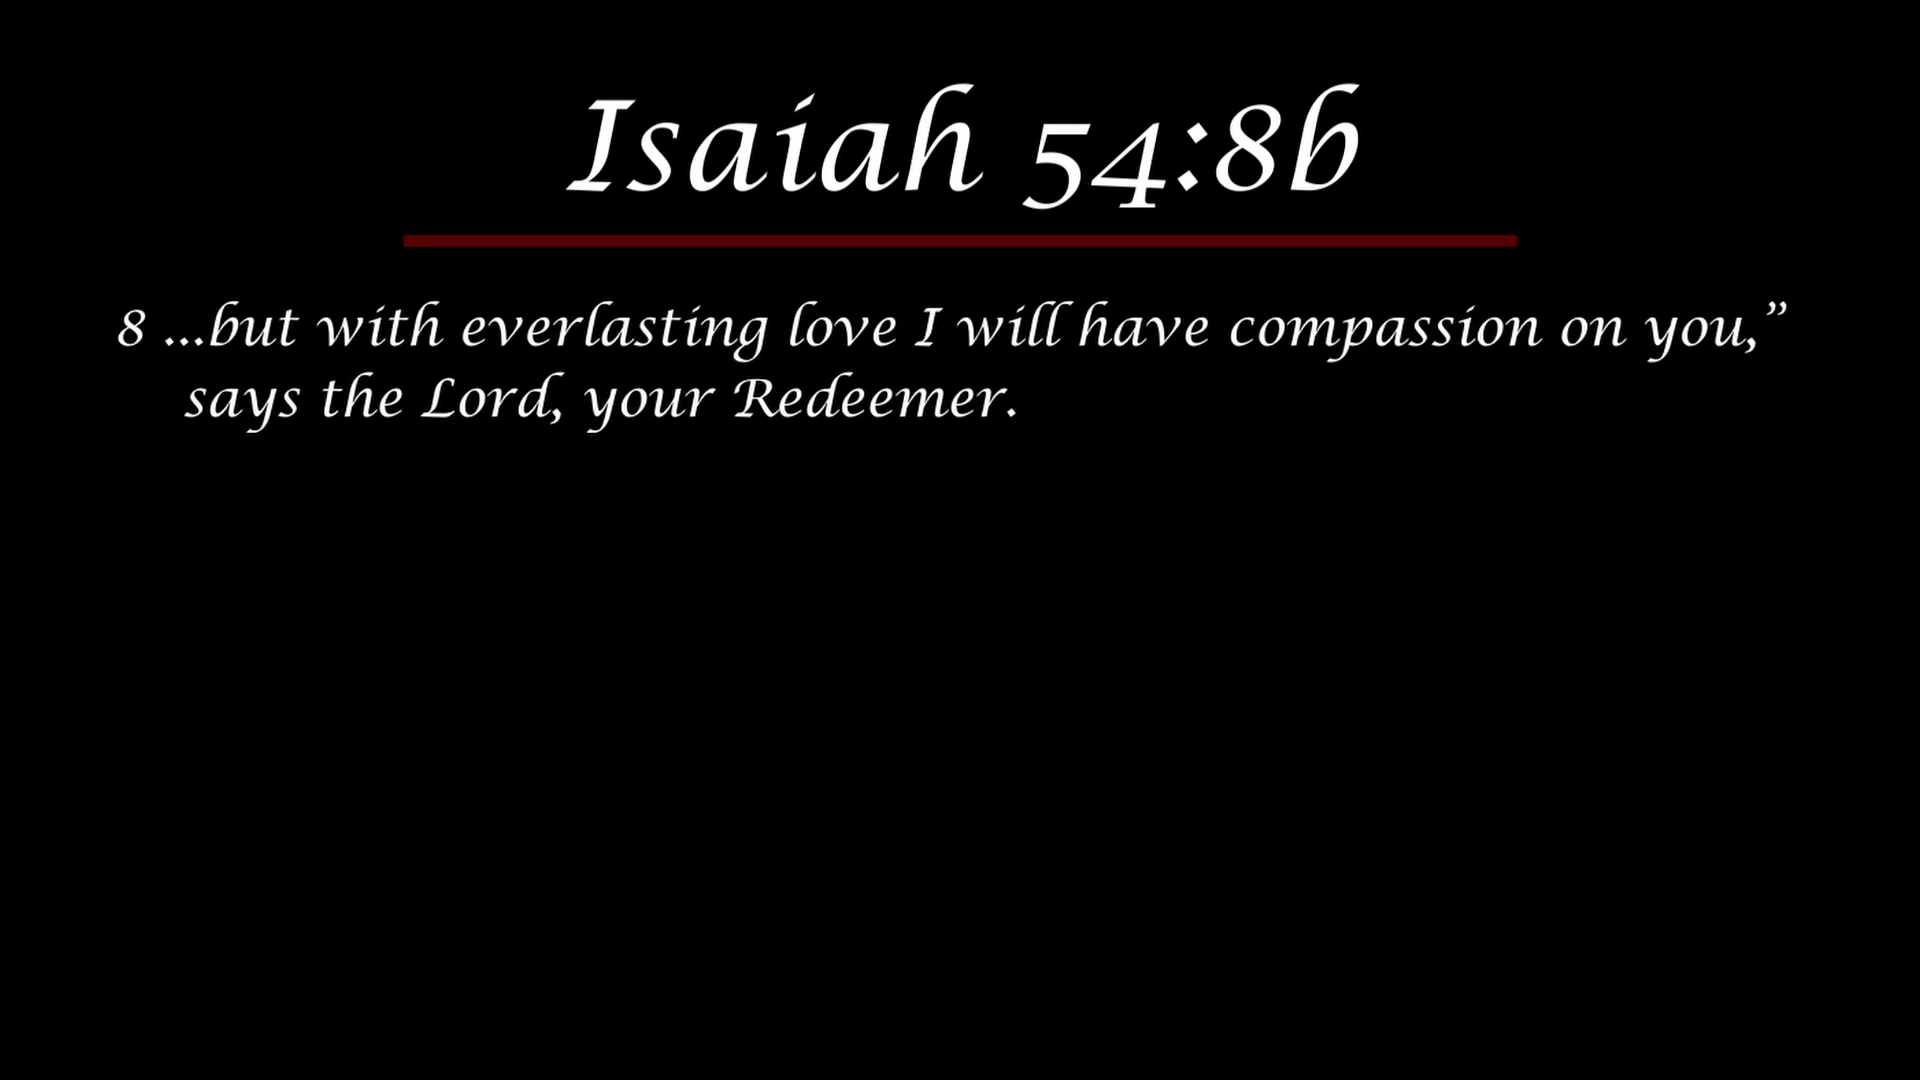 Isaiah 54:8b
8 ...but with everlasting love I will have compassion on you,”
says the Lord, your Redeemer.